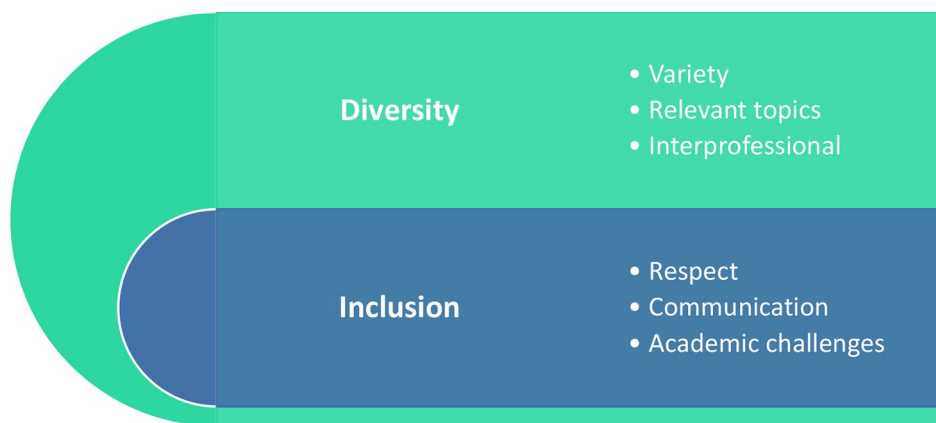 Diversity
• Variety
• Relevant topics
• Interprofessional
Inclusion
• Respect
• Communication
• Academic challenges